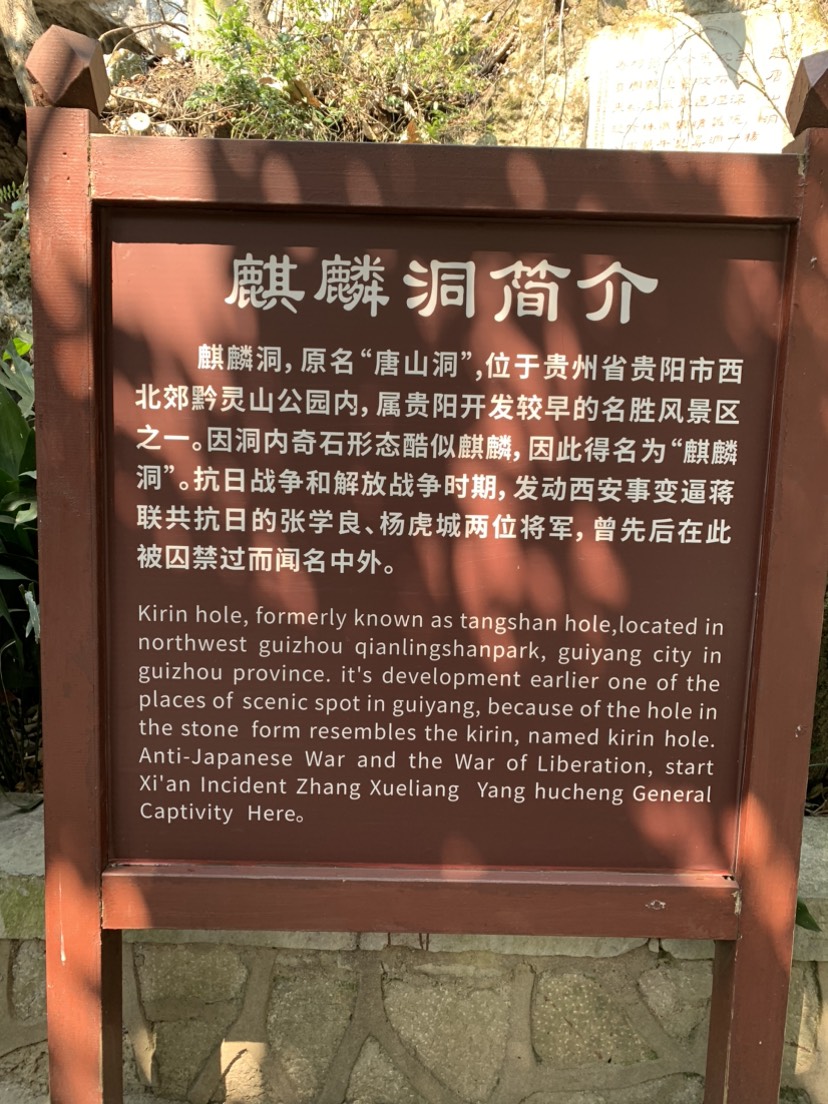 麒麟洞简介
麒麟洞，原名“唐山洞”,位于贵州省贵阳市西
北郊黔灵山公园内，属贵阳开发较早的名胜风景区
之一。因洞内奇石形态酷似麒麟，因此得名为“麒麟
洞”。抗日战争和解放战争时期，发动西安事变逼蒋
联共抗日的张学良、杨虎城两位将军，曾先后在此
被囚禁过而闻名中外。
Kirin hole, formerly known as tangshan hole,located in
northwest guizhou qianlingshanpark, guiyang city in
guizhou province. it's development earlier one of the
places of scenic spot in guiyang, because of the hole in
the stone form resembles the kirin, named kirin hole.
Anti-Japanese War and the War of Liberation, start
Xi'an Incident Zhang Xueliang Yang hucheng General
Captivity Here。